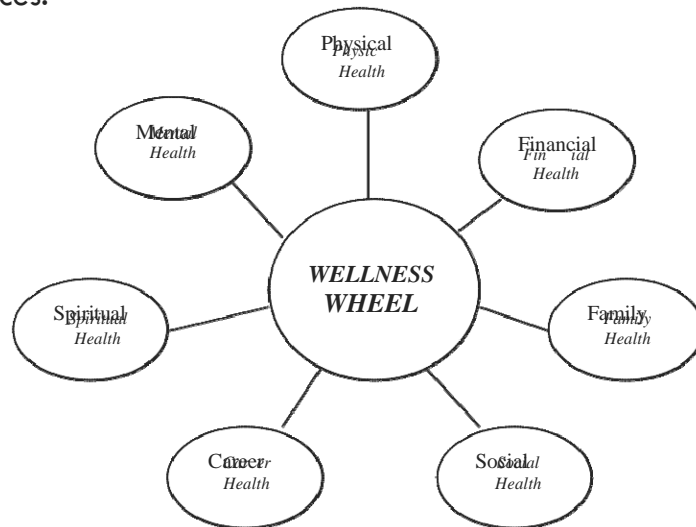 ces.
Physical
Health
Mental
Health
Financial
Health
WELLNESS
WHEEL
Spiritual
Health
Family
Health
Career
Health
Social
Health